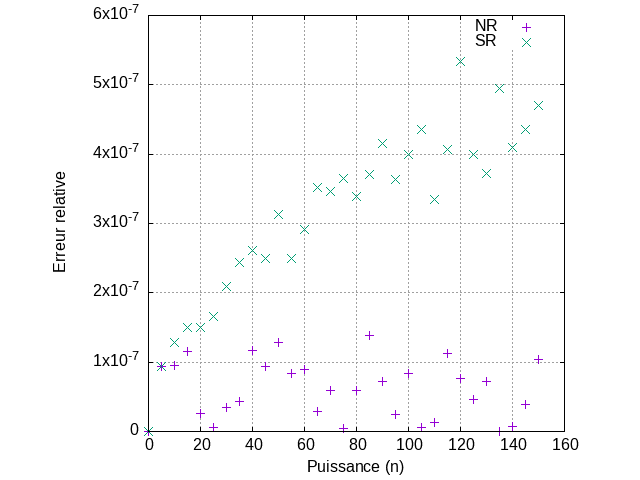 6x10-7
NR
SR
5x10-7
4x10-7
3x10-7
2x10-7
1x10-7
0
0 20 40 60 80 100 120 140 160
Erreur relative
Puissance (n)